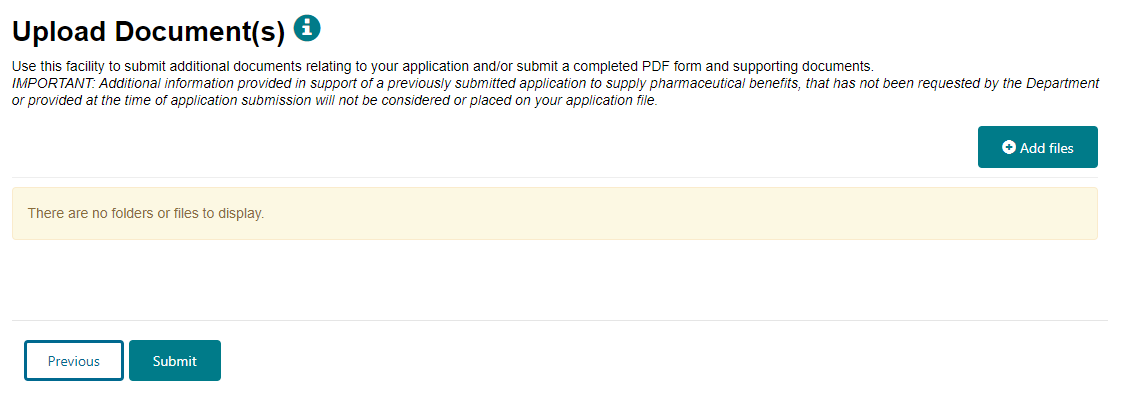 Upload Document(s)
Use this facility to submit additional documents relating to your application and/or submit a completed PDF form and supporting documents.
IMPORTANT: Additional information provided in support of a previously submitted application to supply pharmaceutical benefits, that has not been requested by the Department
or provided at the time of application submission will not be considered or placed on your application file.
Add files
There are no folders or files to display.
Previous Submit